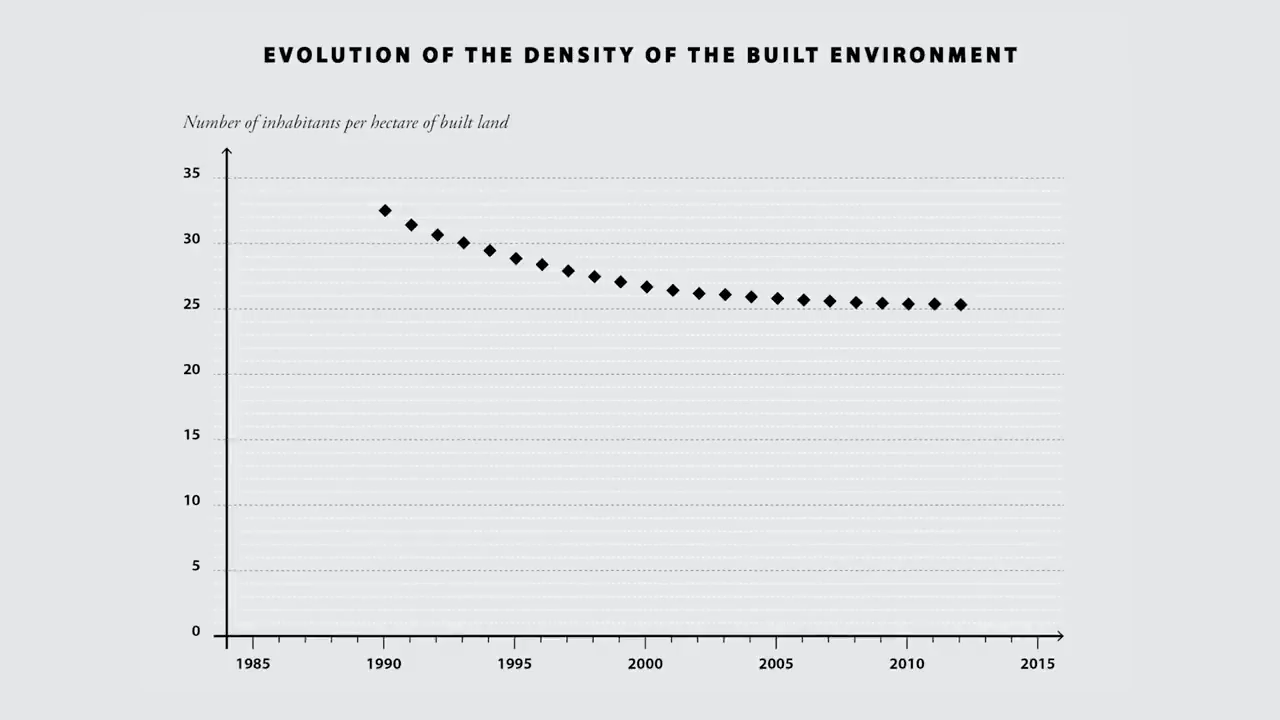 EVOLUTION OF THE DENSITY OF THE BUILT ENVIRONMENT
Number of inhabitants per hectare of built land
35
30
25
20
15
10
5
0
1985 1990 1995 2000 2005 2010 2015